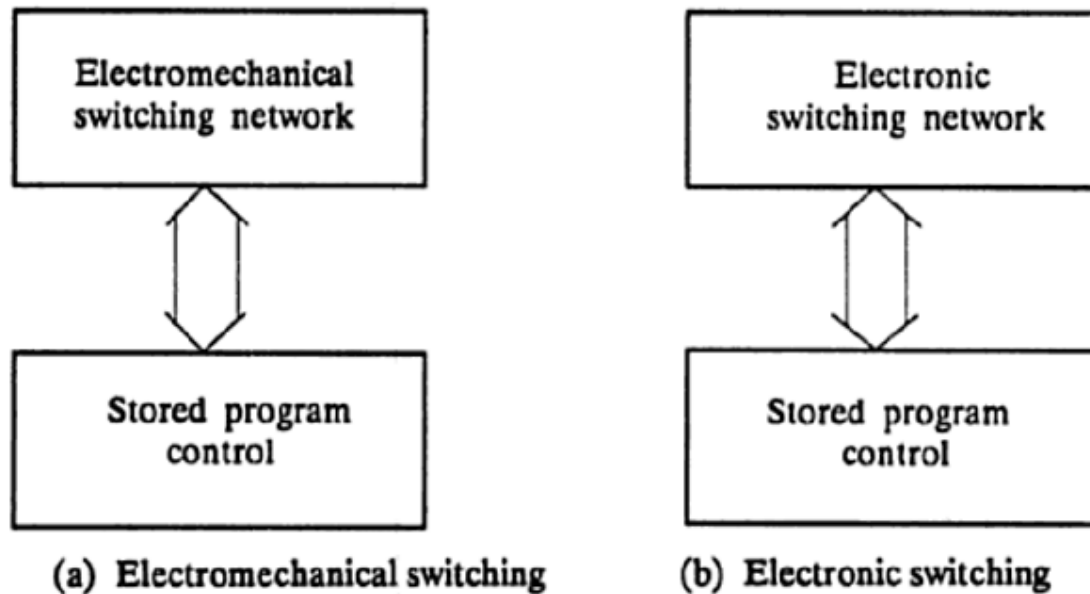 Electromechanical
switching network
Stored program
control
(a) Electromechanical switching
Electronic
switching network
Stored program
control
(b) Electronic switching